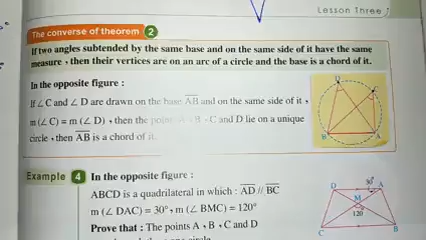 Lesson Three
The converse of theorem 2
If two angles subtended by the same base and on the same side of it have the same
measure , then their vertices are on an arc of a circle and the base is a chord of it.
In the opposite figure :
If ∠ C and ∠ D are drawn on the base AB and on the same side of it ,
m (∠ C) = m (∠ D) , then the points A , B , C and D lie on a unique
circle , then AB is a chord of it.
D
C
B
A
Example 4 In the opposite figure :
ABCD is a quadrilateral in which : AD // BC
m (∠ DAC) = 30° , m (∠ BMC) = 120°
Prove that : The points A , B , C and D
D
30°
A
M
120
C
B